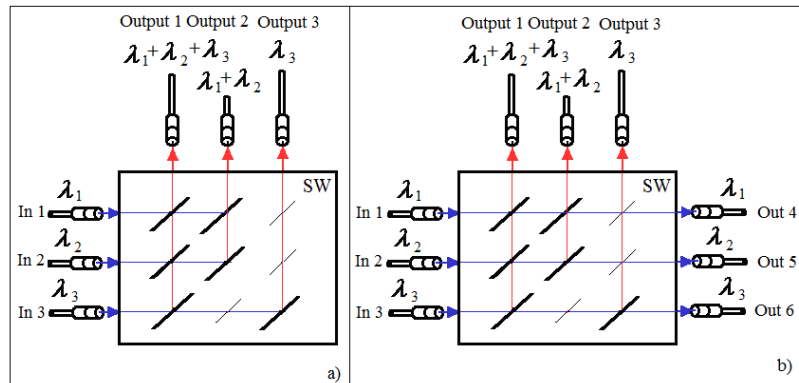 Output 1 Output 2 Output 3
λ₁+λ₂+λ₃
λ₃
λ₁+λ₂
SW
λ₁
In 1
λ₂
In 2
λ₃
In 3
a)
Output 1 Output 2 Output 3
λ₁+λ₂+λ₃
λ₃
λ₁+λ₂
SW
λ₁
λ₁
In 1
Out 4
λ₂
λ₂
In 2
Out 5
λ₃
λ₃
In 3
Out 6
b)